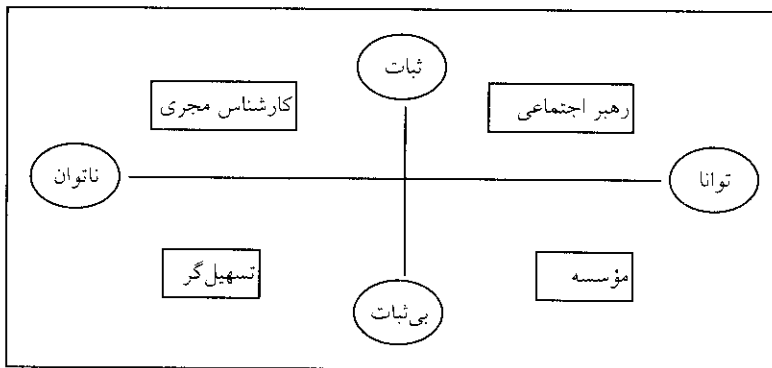 ثبات
رهبر اجتماعی
کارشناس مجری
توانا
ناتوان
مؤسسه
تسهیل‌گر
بی‌ثبات